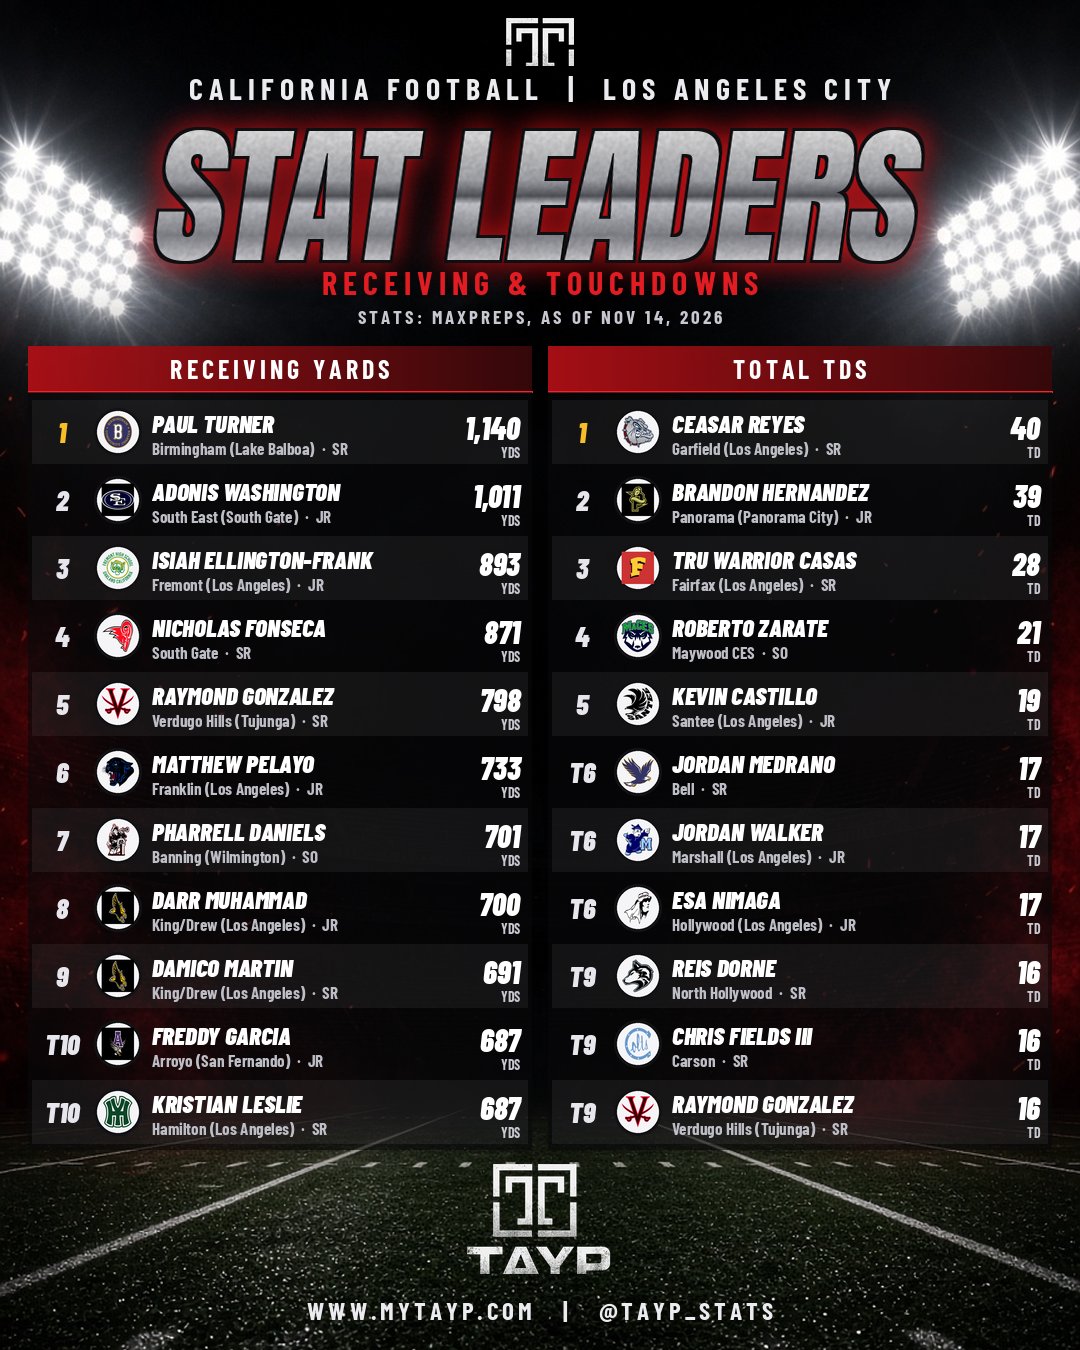 CALIFORNIA FOOTBALL | LOS ANGELES CITY
STAT LEADERS
RECEIVING & TOUCHDOWNS
STATS: MAXPREPS, AS OF NOV 14, 2026
RECEIVING YARDS
1 PAUL TURNER 1,140
Birmingham (Lake Balboa) · SR YDS
2 ADONIS WASHINGTON 1,011
South East (South Gate) · JR YDS
3 ISIAH ELLINGTON-FRANK 893
Fremont (Los Angeles) · JR YDS
4 NICHOLAS FONSECA 871
South Gate · SR YDS
5 RAYMOND GONZALEZ 798
Verdugo Hills (Tujunga) · SR YDS
6 MATTHEW PELAYO 733
Franklin (Los Angeles) · JR YDS
7 PHARRELL DANIELS 701
Banning (Wilmington) · SO YDS
8 DARR MUHAMMAD 700
King/Drew (Los Angeles) · JR YDS
9 DAMICO MARTIN 691
King/Drew (Los Angeles) · SR YDS
T10 FREDDY GARCIA 687
Arroyo (San Fernando) · JR YDS
T10 KRISTIAN LESLIE 687
Hamilton (Los Angeles) · SR YDS
TOTAL TDS
1 CEASAR REYES 40
Garfield (Los Angeles) · SR TD
2 BRANDON HERNANDEZ 39
Panorama (Panorama City) · JR TD
3 TRU WARRIOR CASAS 28
Fairfax (Los Angeles) · SR TD
4 ROBERTO ZARATE 21
Maywood CES · SO TD
5 KEVIN CASTILLO 19
Santee (Los Angeles) · JR TD
T6 JORDAN MEDRANO 17
Bell · SR TD
T6 JORDAN WALKER 17
Marshall (Los Angeles) · JR TD
T6 ESA NIMAGA 17
Hollywood (Los Angeles) · JR TD
T9 REIS DORNE 16
North Hollywood · SR TD
T9 CHRIS FIELDS III 16
Carson · SR TD
T9 RAYMOND GONZALEZ 16
Verdugo Hills (Tujunga) · SR TD
TAYP
WWW.MYTAYP.COM | @TAYP_STATS